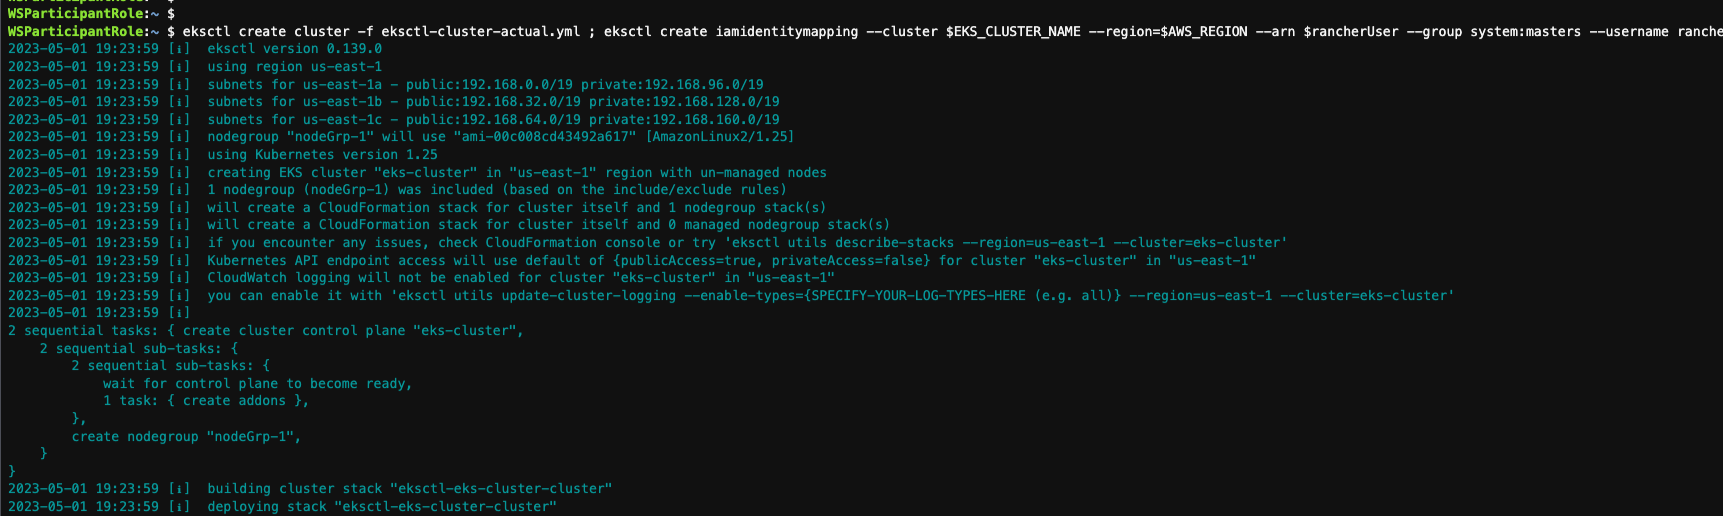 WSParticipantRole:~ $
WSParticipantRole:~ $ eksctl create cluster -f eksctl-cluster-actual.yml ; eksctl create iamidentitymapping --cluster $EKS_CLUSTER_NAME --region=$AWS_REGION --arn $rancherUser --group system:masters --username ranche
2023-05-01 19:23:59 [ℹ]  eksctl version 0.139.0
2023-05-01 19:23:59 [ℹ]  using region us-east-1
2023-05-01 19:23:59 [ℹ]  subnets for us-east-1a - public:192.168.0.0/19 private:192.168.96.0/19
2023-05-01 19:23:59 [ℹ]  subnets for us-east-1b - public:192.168.32.0/19 private:192.168.128.0/19
2023-05-01 19:23:59 [ℹ]  subnets for us-east-1c - public:192.168.64.0/19 private:192.168.160.0/19
2023-05-01 19:23:59 [ℹ]  nodegroup "nodeGrp-1" will use "ami-00c008cd43492a617" [AmazonLinux2/1.25]
2023-05-01 19:23:59 [ℹ]  using Kubernetes version 1.25
2023-05-01 19:23:59 [ℹ]  creating EKS cluster "eks-cluster" in "us-east-1" region with un-managed nodes
2023-05-01 19:23:59 [ℹ]  1 nodegroup (nodeGrp-1) was included (based on the include/exclude rules)
2023-05-01 19:23:59 [ℹ]  will create a CloudFormation stack for cluster itself and 1 nodegroup stack(s)
2023-05-01 19:23:59 [ℹ]  will create a CloudFormation stack for cluster itself and 0 managed nodegroup stack(s)
2023-05-01 19:23:59 [ℹ]  if you encounter any issues, check CloudFormation console or try 'eksctl utils describe-stacks --region=us-east-1 --cluster=eks-cluster'
2023-05-01 19:23:59 [ℹ]  Kubernetes API endpoint access will use default of {publicAccess=true, privateAccess=false} for cluster "eks-cluster" in "us-east-1"
2023-05-01 19:23:59 [ℹ]  CloudWatch logging will not be enabled for cluster "eks-cluster" in "us-east-1"
2023-05-01 19:23:59 [ℹ]  you can enable it with 'eksctl utils update-cluster-logging --enable-types={SPECIFY-YOUR-LOG-TYPES-HERE (e.g. all)} --region=us-east-1 --cluster=eks-cluster'
2023-05-01 19:23:59 [ℹ]
2 sequential tasks: { create cluster control plane "eks-cluster",
    2 sequential sub-tasks: {
        2 sequential sub-tasks: {
            wait for control plane to become ready,
            1 task: { create addons },
        },
        create nodegroup "nodeGrp-1",
    }
}
2023-05-01 19:23:59 [ℹ]  building cluster stack "eksctl-eks-cluster-cluster"
2023-05-01 19:23:59 [ℹ]  deploying stack "eksctl-eks-cluster-cluster"